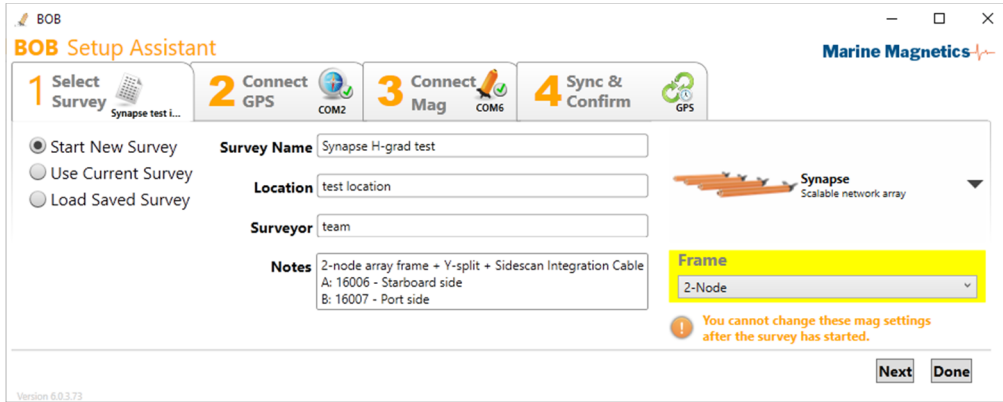 BOB
BOB Setup Assistant
Marine Magnetics
1 Select Survey
Synapse test i...
2 Connect GPS
COM2
3 Connect Mag
COM6
4 Sync & Confirm
GPS
Start New Survey
Use Current Survey
Load Saved Survey
Survey Name Synapse H-grad test
Location test location
Surveyor team
Notes 2-node array frame + Y-split + Sidescan Integration Cable
A: 16006 - Starboard side
B: 16007 - Port side
Synapse
Scalable network array
Frame
2-Node
! You cannot change these mag settings
after the survey has started.
Next Done
Version 6.0.3.73